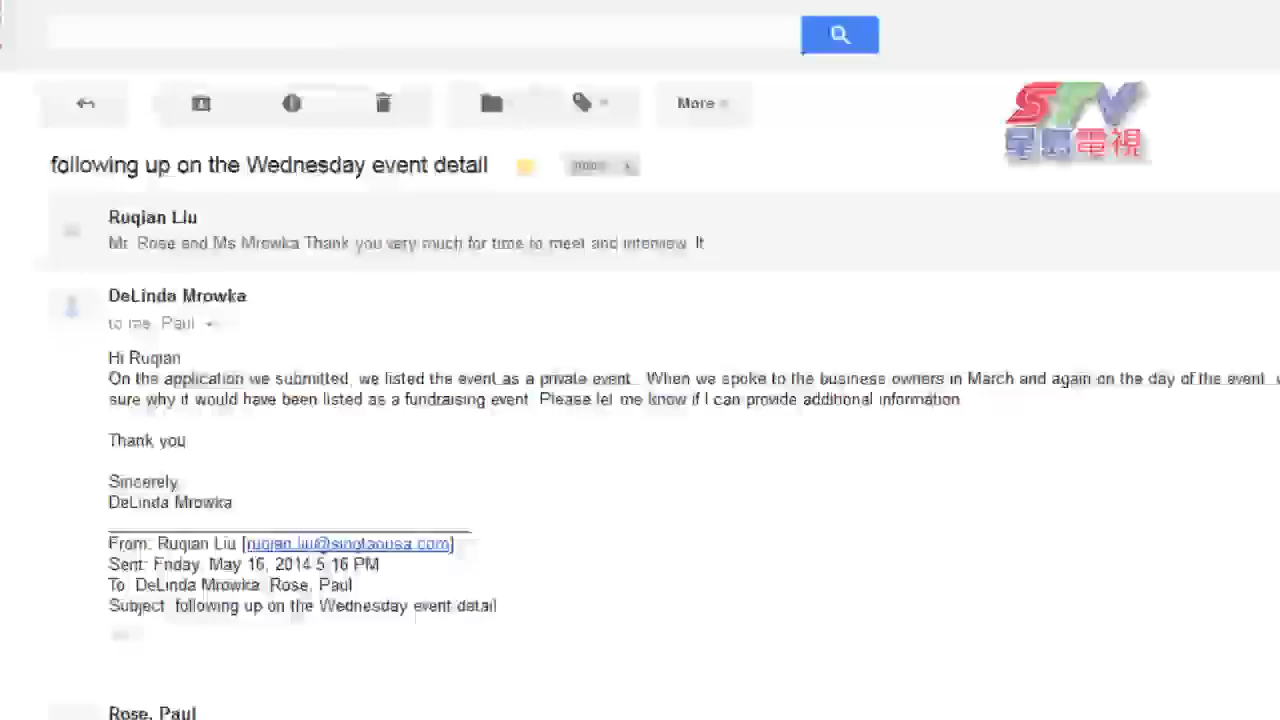 More
STV
星島電視
following up on the Wednesday event detail
Ruqian Liu
Mr. Rose and Ms Mrowka Thank you very much for time to meet and interview. It
DeLinda Mrowka
to me, Paul
Hi Ruqian
On the application we submitted, we listed the event as a private event. When we spoke to the business owners in March and again on the day of the event,
sure why it would have been listed as a fundraising event. Please let me know if I can provide additional information
Thank you
Sincerely,
DeLinda Mrowka
From: Ruqian Liu [ruqian.liu@singtaousa.com]
Sent: Friday, May 16, 2014 5:16 PM
To: DeLinda Mrowka; Rose, Paul
Subject: following up on the Wednesday event detail
Rose, Paul